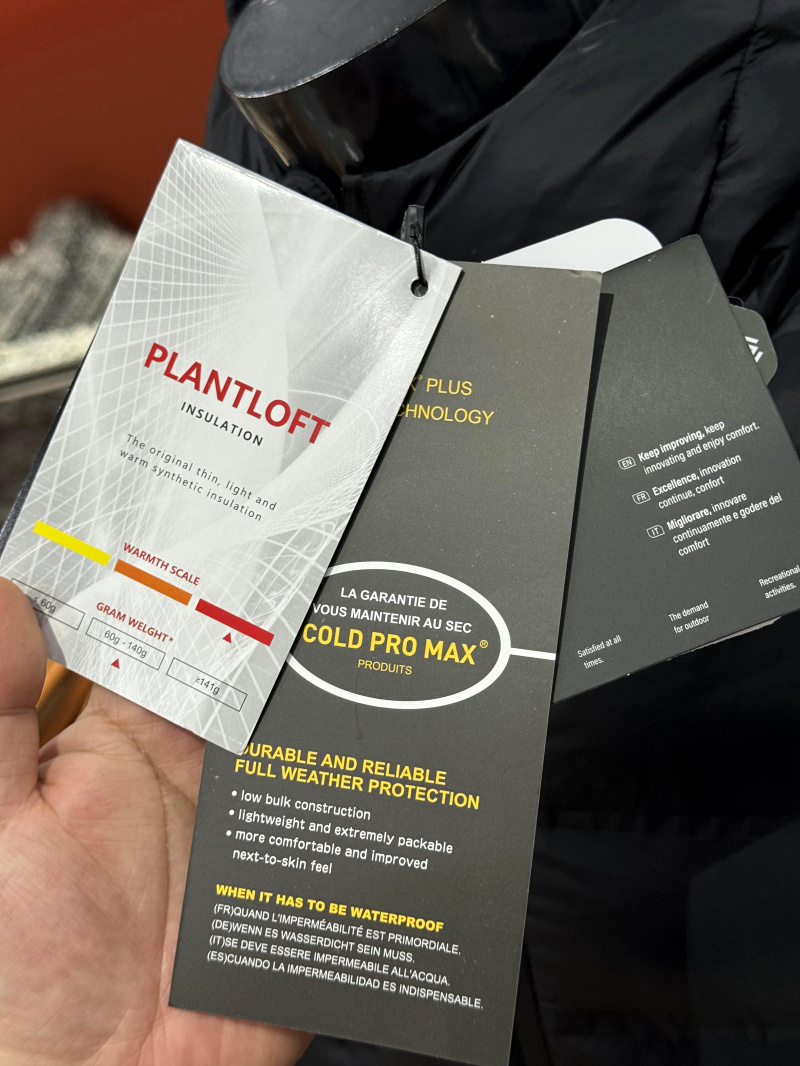 PLANTLOFT
INSULATION
The original thin, light and
warm synthetic insulation
WARMTH SCALE
GRAM WELGHT*
60g
60g - 140g
≥141g
PLUS
CHNOLOGY
LA GARANTIE DE
VOUS MAINTENIR AU SEC
COLD PRO MAX®
PRODUITS
DURABLE AND RELIABLE
FULL WEATHER PROTECTION
• low bulk construction
• lightweight and extremely packable
• more comfortable and improved
next-to-skin feel
WHEN IT HAS TO BE WATERPROOF
(FR)QUAND L'IMPERMÉABILITÉ EST PRIMORDIALE.
(DE)WENN ES WASSERDICHT SEIN MUSS.
(IT)SE DEVE ESSERE IMPERMEABILE ALL'ACQUA.
(ES)CUANDO LA IMPERMEABILIDAD ES INDISPENSABLE.
EN Keep improving, keep
innovating and enjoy comfort.
FR Excellence, innovation
continue, confort
IT Migliorare, innovare
continuamente e godere del
comfort
Satisfied at all
times.
The demand
for outdoor
Recreational
activities.